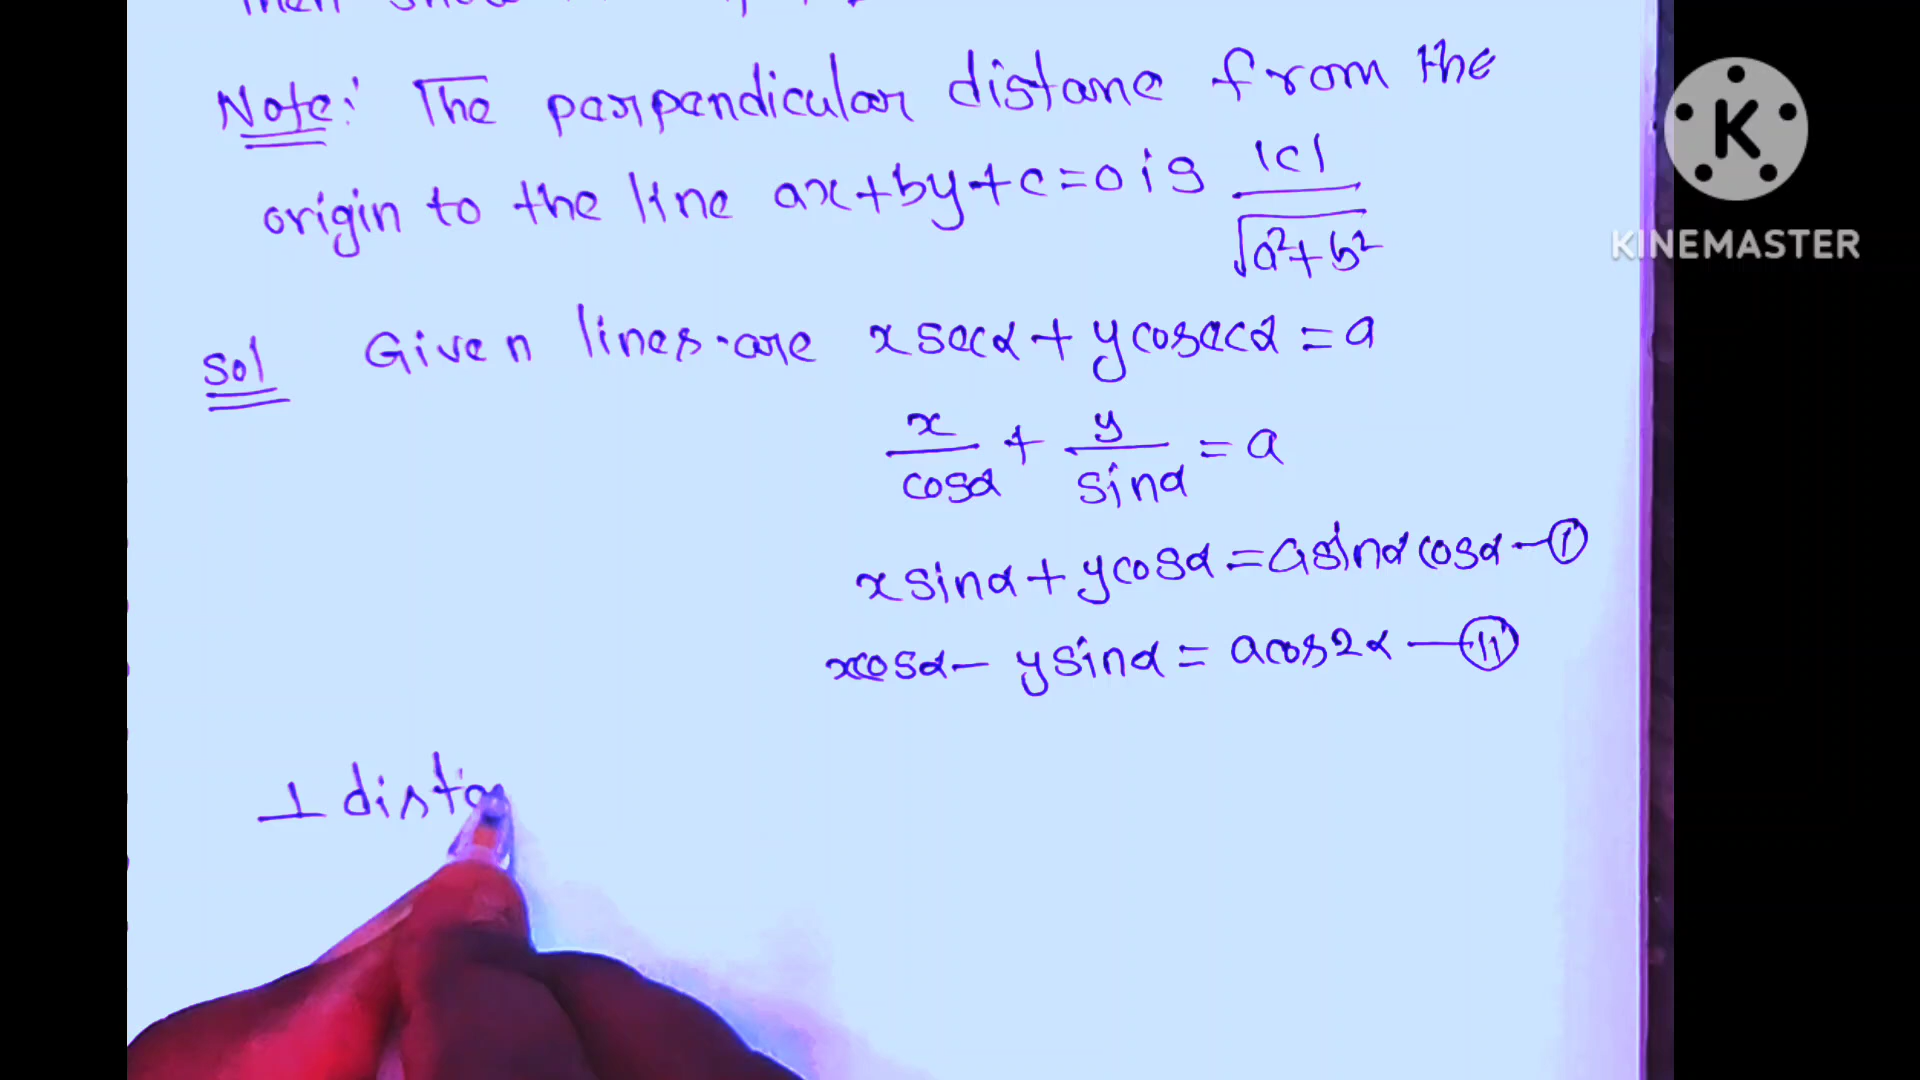 Note: The perpendicular distane from the
origin to the line ax+by+c=0 is |c| / √a²+b²
Sol Given lines are x secα + y cosecα = a
x/cosα + y/sinα = a
x sinα + y cosα = a sinα cosα — (i)
x cosα - y sinα = a cos2α — (ii)
⊥ dista
K
KINEMASTER